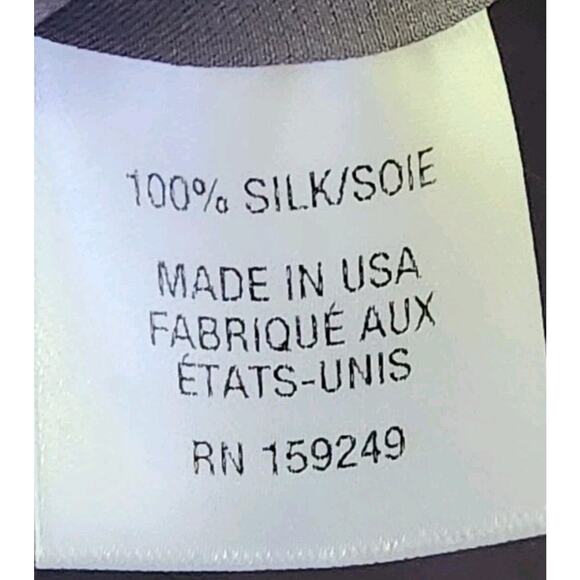 100% SILK/SOIE
MADE IN USA
FABRIQUÉ AUX
ÉTATS-UNIS
RN 159249